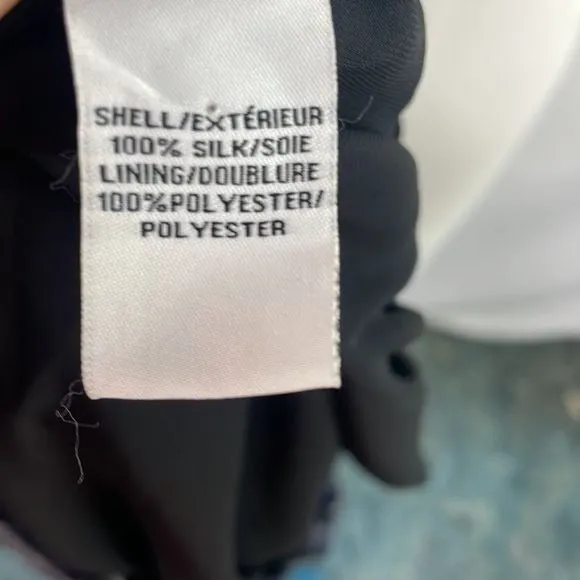 SHELL/EXTÉRIEUR
100% SILK/SOIE
LINING/DOUBLURE
100%POLYESTER/
POLYESTER